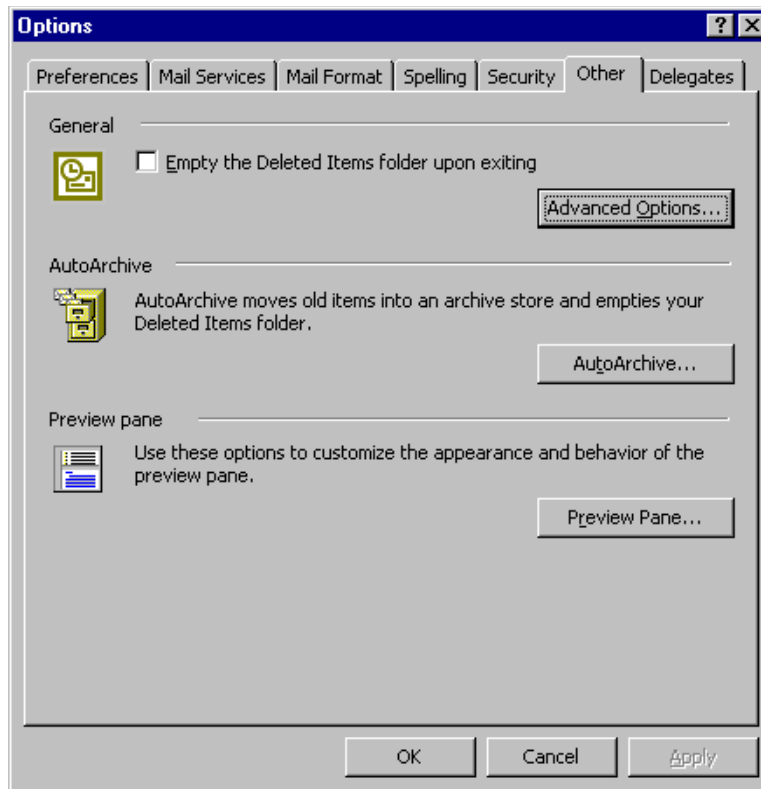 Options
Preferences Mail Services Mail Format Spelling Security Other Delegates
General
Empty the Deleted Items folder upon exiting
Advanced Options...
AutoArchive
AutoArchive moves old items into an archive store and empties your
Deleted Items folder.
AutoArchive...
Preview pane
Use these options to customize the appearance and behavior of the
preview pane.
Preview Pane...
OK Cancel Apply